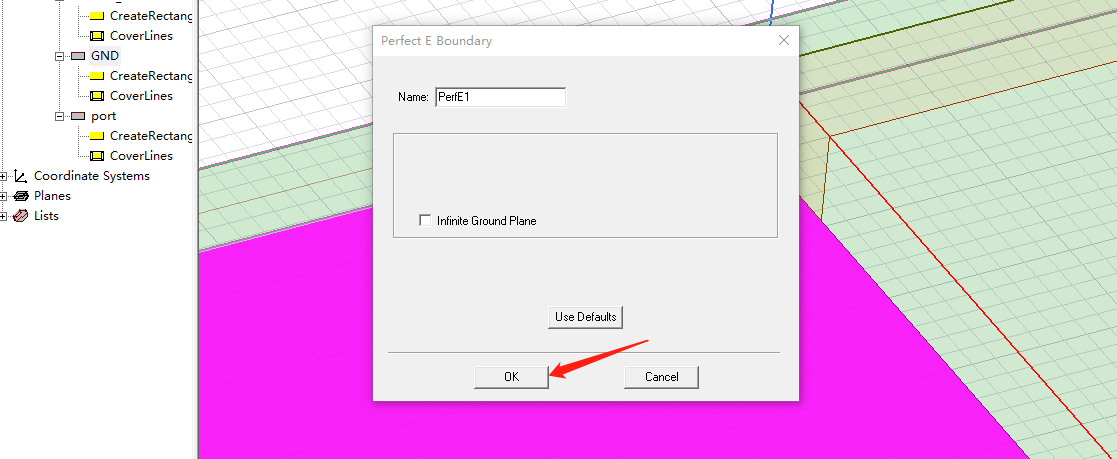 CreateRectang
CoverLines
GND
CreateRectang
CoverLines
port
CreateRectang
CoverLines
Coordinate Systems
Planes
Lists
Perfect E Boundary
Name: PerfE1
Infinite Ground Plane
Use Defaults
OK
Cancel